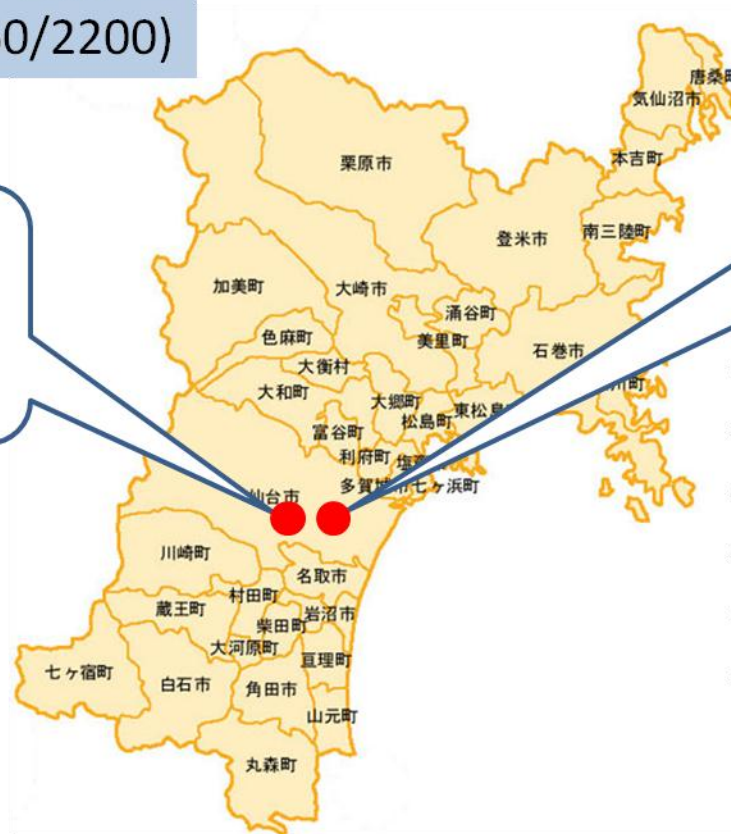 0/2200)
唐桑町
気仙沼市
栗原市
本吉町
登米市
南三陸町
加美町
大崎市
涌谷町
色麻町
美里町
石巻市
大衡村
大和町
大郷町
川町
松島町
東松島
富谷町
利府町
多賀城市
七ヶ浜町
仙台市
川崎町
名取市
村田町
蔵王町
岩沼市
柴田町
大河原町
亘理町
七ヶ宿町
白石市
角田市
山元町
丸森町